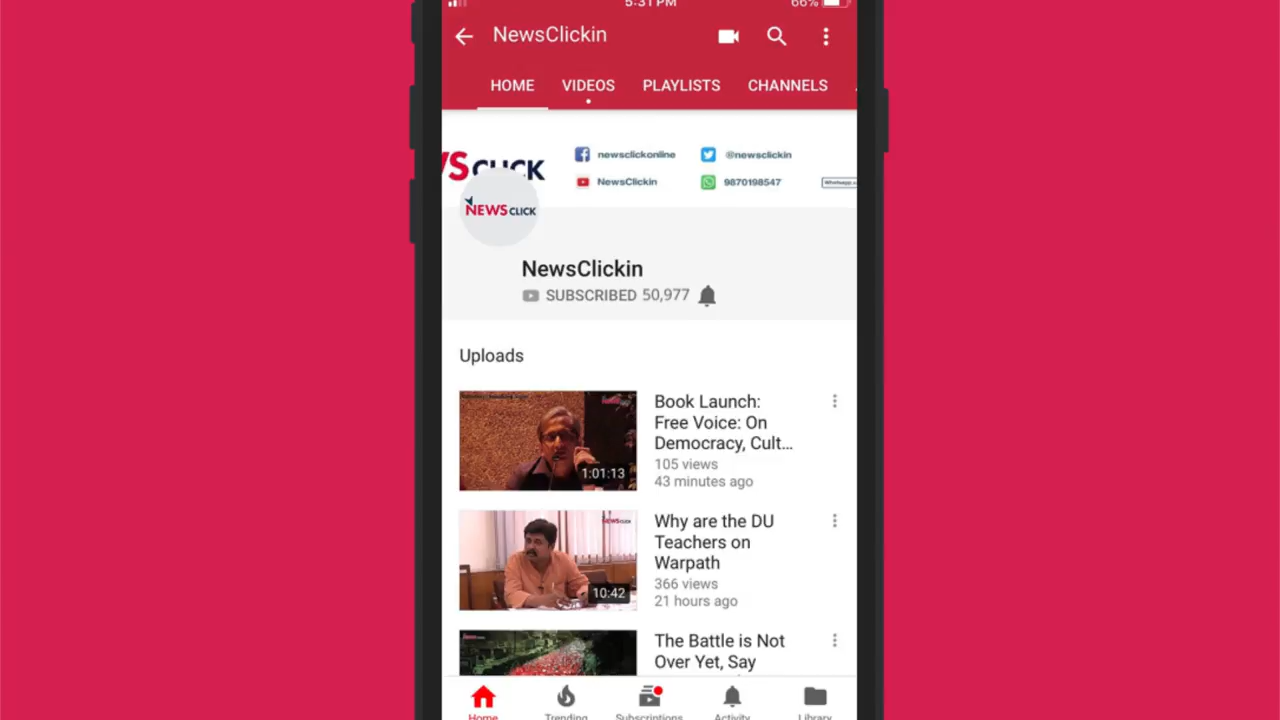 5:31 PM
66%
NewsClickin
HOME VIDEOS PLAYLISTS CHANNELS
CLICK
newsclickonline
@newsclickin
NewsClickin
9870198547
NEWSCLICK
NewsClickin
SUBSCRIBED 50,977
Uploads
Book Launch:
Free Voice: On
Democracy, Cult...
105 views
43 minutes ago
1:01:13
Why are the DU
Teachers on
Warpath
366 views
21 hours ago
NEWSCLICK
10:42
The Battle is Not
Over Yet, Say
Home Trending Subscriptions Activity Library